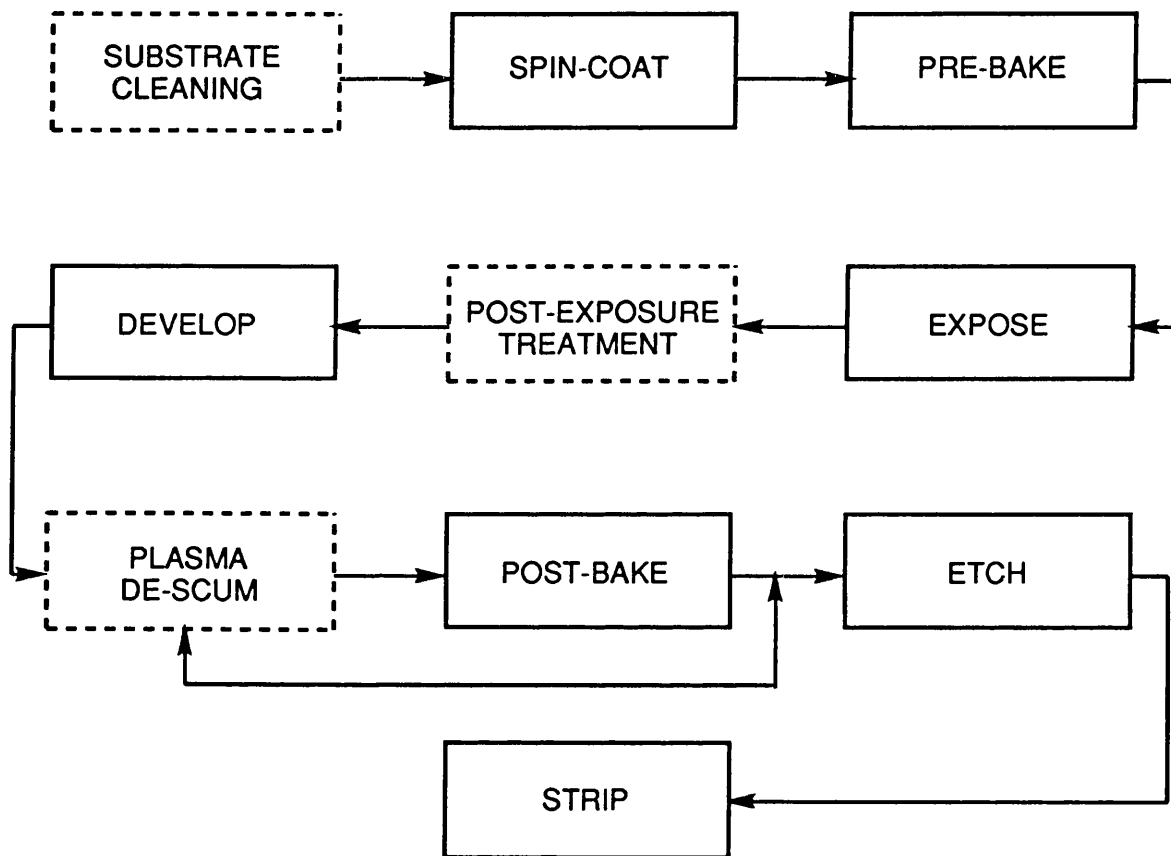 SUBSTRATE
CLEANING
SPIN-COAT
PRE-BAKE
DEVELOP
POST-EXPOSURE
TREATMENT
EXPOSE
PLASMA
DE-SCUM
POST-BAKE
ETCH
STRIP